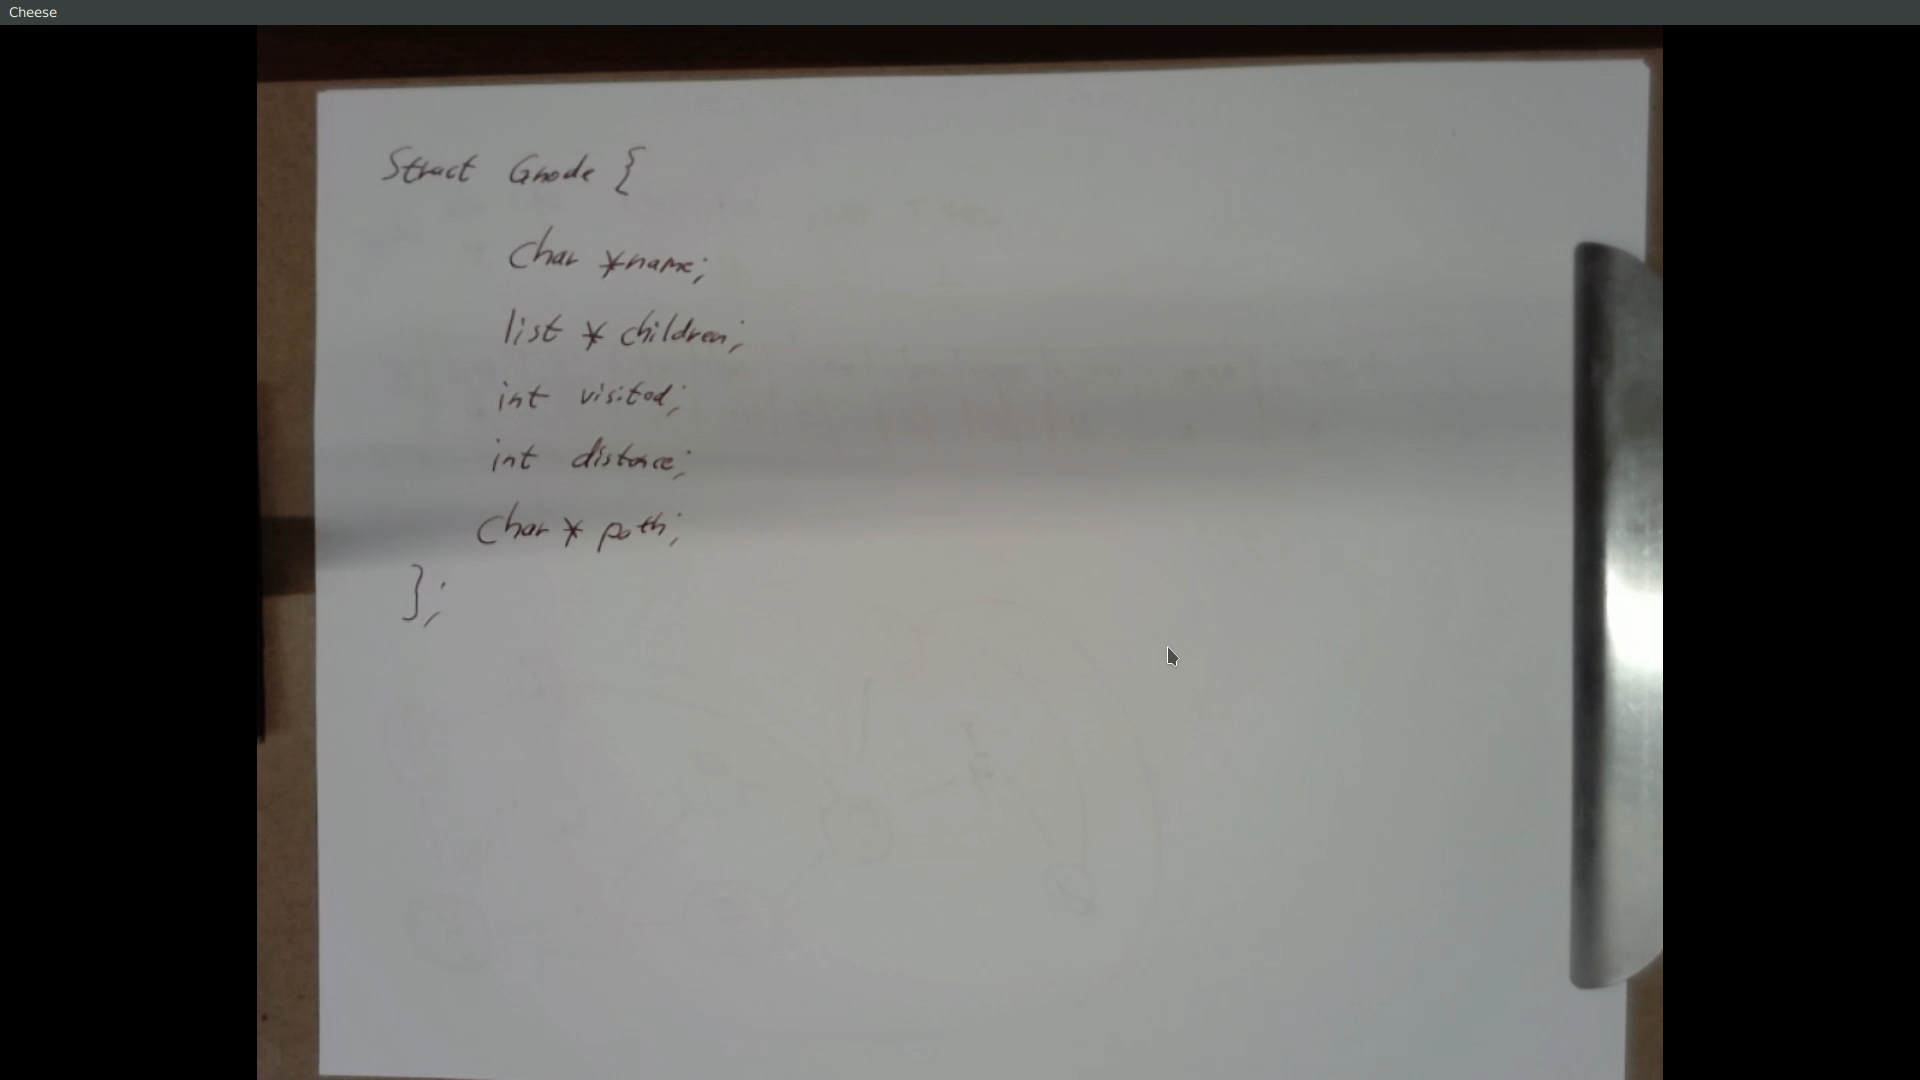 Cheese
Struct Gnode {
char *name;
list * children;
int visited;
int distance;
char * path;
};